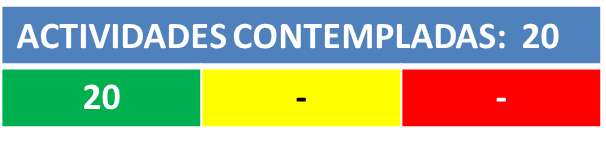 ACTIVIDADES CONTEMPLADAS: 20
20 - -